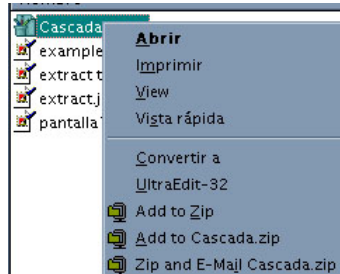 Cascada
example
extract t
extract.j
pantalla
Abrir
Imprimir
View
Vista rápida
Convertir a
UltraEdit-32
Add to Zip
Add to Cascada.zip
Zip and E-Mail Cascada.zip